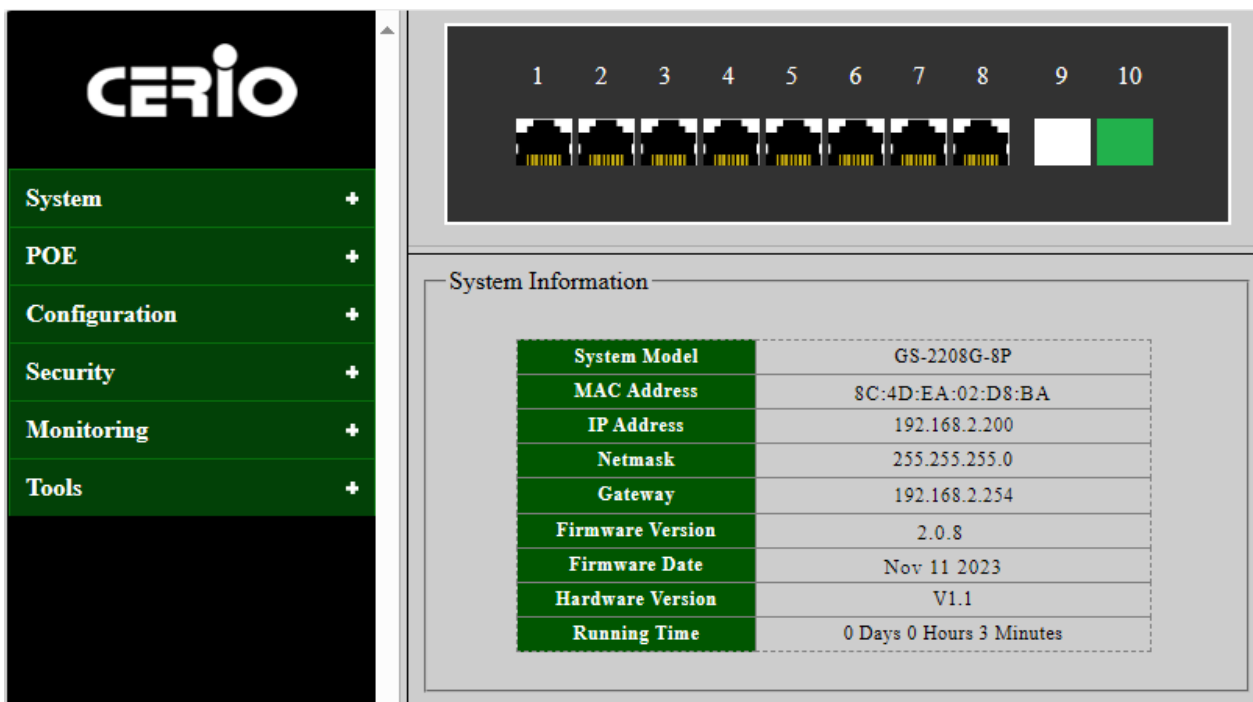 CERIO
System
POE
Configuration
Security
Monitoring
Tools
1 2 3 4 5 6 7 8 9 10
System Information
System Model GS-2208G-8P
MAC Address 8C:4D:EA:02:D8:BA
IP Address 192.168.2.200
Netmask 255.255.255.0
Gateway 192.168.2.254
Firmware Version 2.0.8
Firmware Date Nov 11 2023
Hardware Version V1.1
Running Time 0 Days 0 Hours 3 Minutes